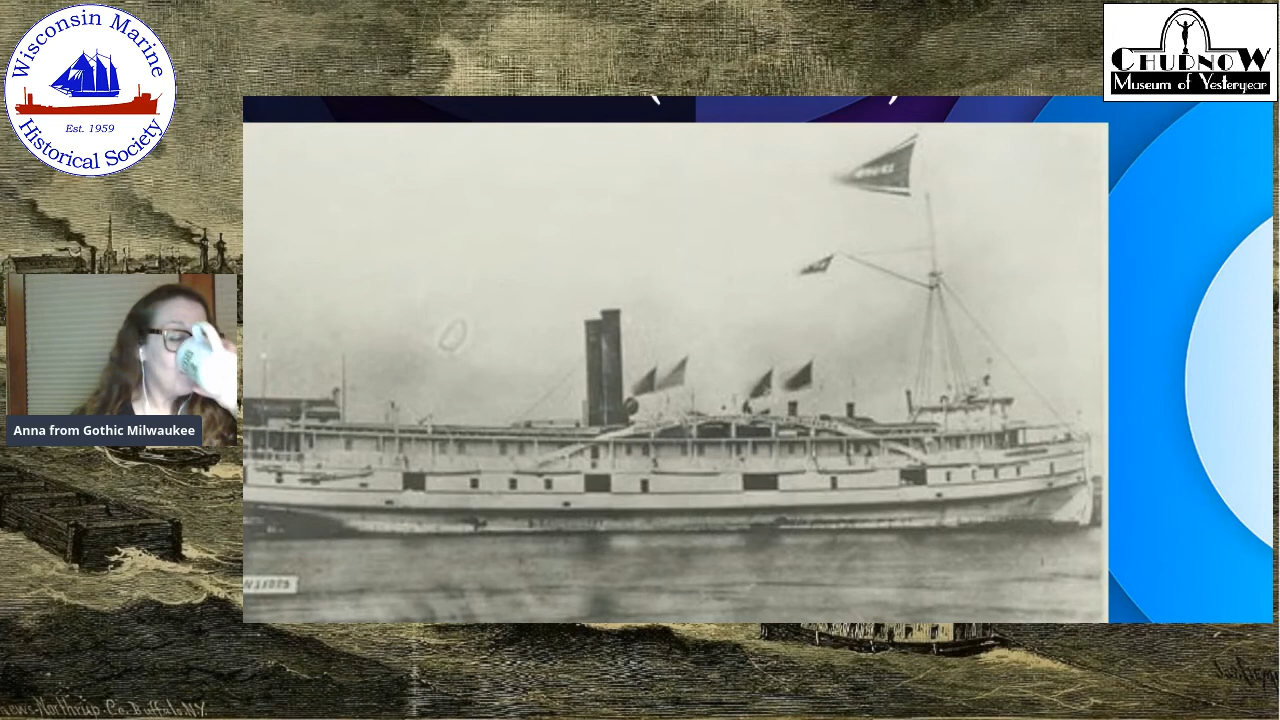 Wisconsin Marine
Historical Society
Est. 1959
CHUDNOW
Museum of Yesteryear
Anna from Gothic Milwaukee